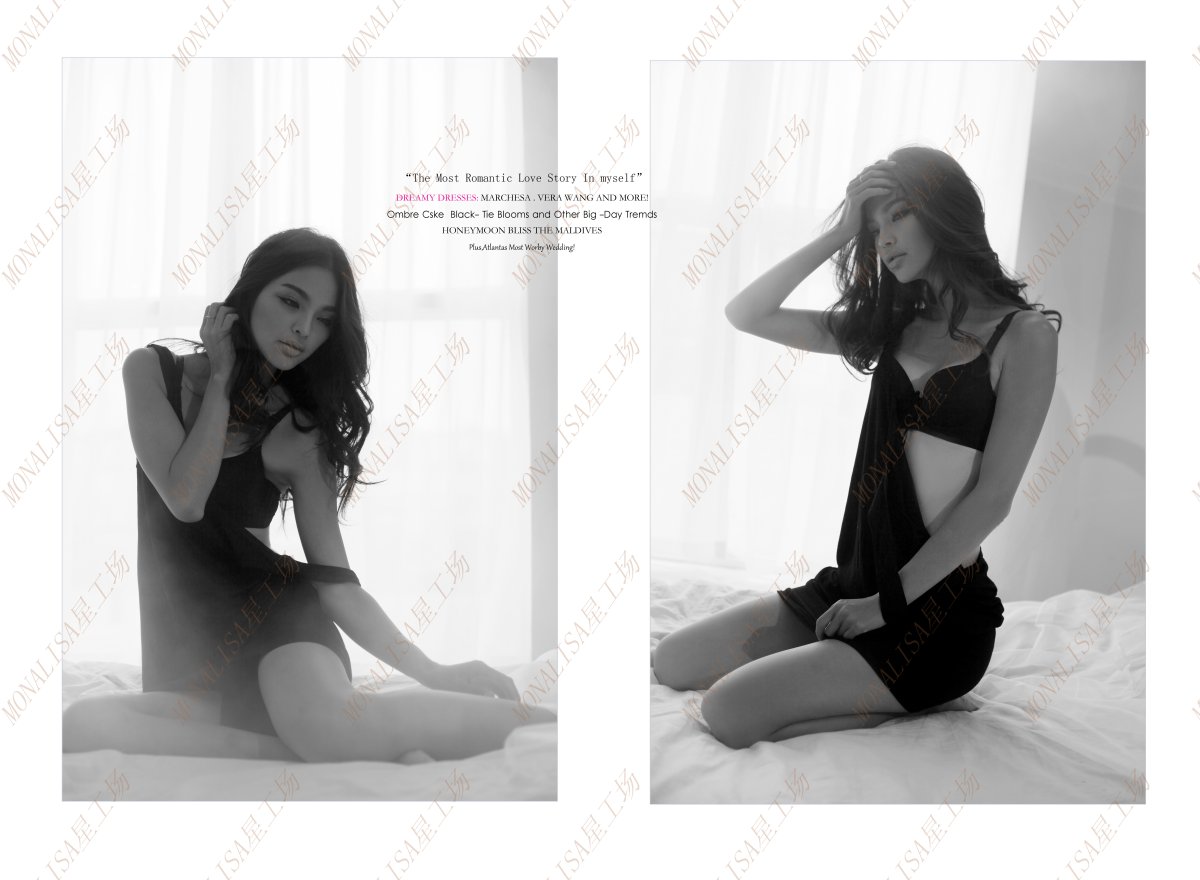 “The Most Romantic Love Story In myself”
DREAMY DRESSES: MARCHESA . VERA WANG AND MORE!
Ombre Cske Black– Tie Blooms and Other Big –Day Tremds
HONEYMOON BLISS THE MALDIVES
Plus,Atlantas Most Worby Wedding!
MONALISA星工场